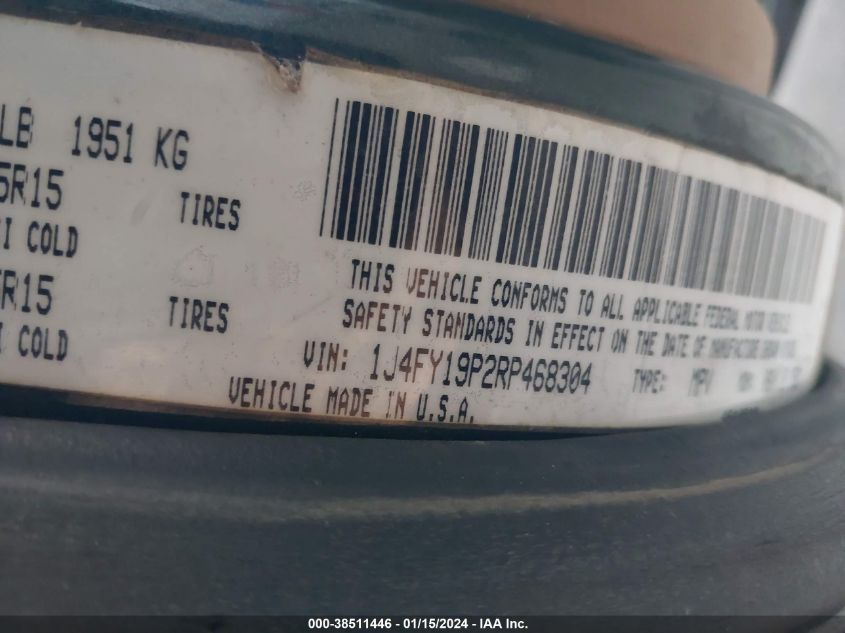 LB 1951 KG
5R15 TIRES
I COLD
R15 TIRES
I COLD
THIS VEHICLE CONFORMS TO ALL APPLICABLE FEDERAL MOTOR VEHICLE
SAFETY STANDARDS IN EFFECT ON THE DATE OF MANUFACTURE
VIN: 1J4FY19P2RP468304 TYPE: MPV
VEHICLE MADE IN U.S.A.
000-38511446 - 01/15/2024 - IAA Inc.